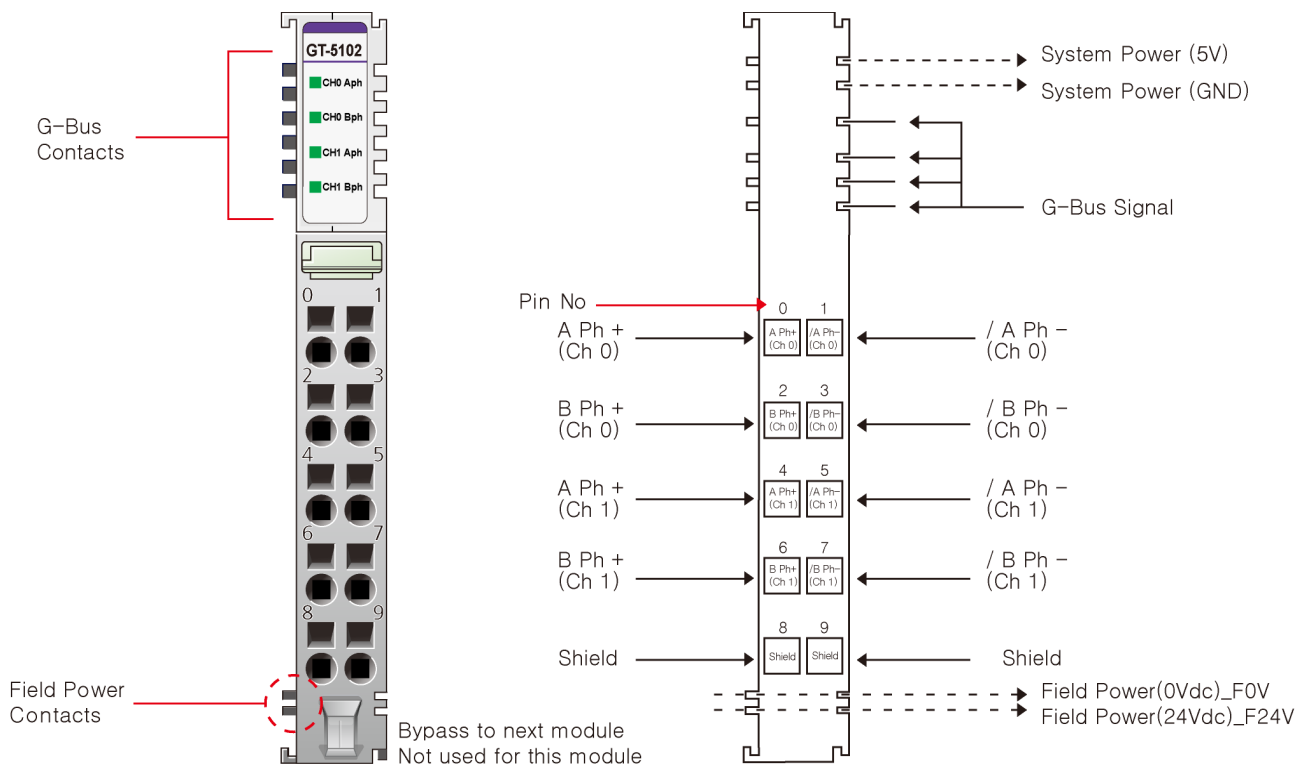 GT-5102
CH0 Aph
CH0 Bph
CH1 Aph
CH1 Bph
G-Bus
Contacts
0 1
2 3
4 5
6 7
8 9
Field Power
Contacts
Bypass to next module
Not used for this module
System Power (5V)
System Power (GND)
G-Bus Signal
Pin No
0 1
A Ph +
(Ch 0)
A Ph+
(Ch 0)
/A Ph-
(Ch 0)
/ A Ph -
(Ch 0)
2 3
B Ph +
(Ch 0)
B Ph+
(Ch 0)
/B Ph-
(Ch 0)
/ B Ph -
(Ch 0)
4 5
A Ph +
(Ch 1)
A Ph+
(Ch 1)
/A Ph-
(Ch 1)
/ A Ph -
(Ch 1)
6 7
B Ph +
(Ch 1)
B Ph+
(Ch 1)
/B Ph-
(Ch 1)
/ B Ph -
(Ch 1)
8 9
Shield
Shield
Shield
Shield
Field Power(0Vdc)_F0V
Field Power(24Vdc)_F24V